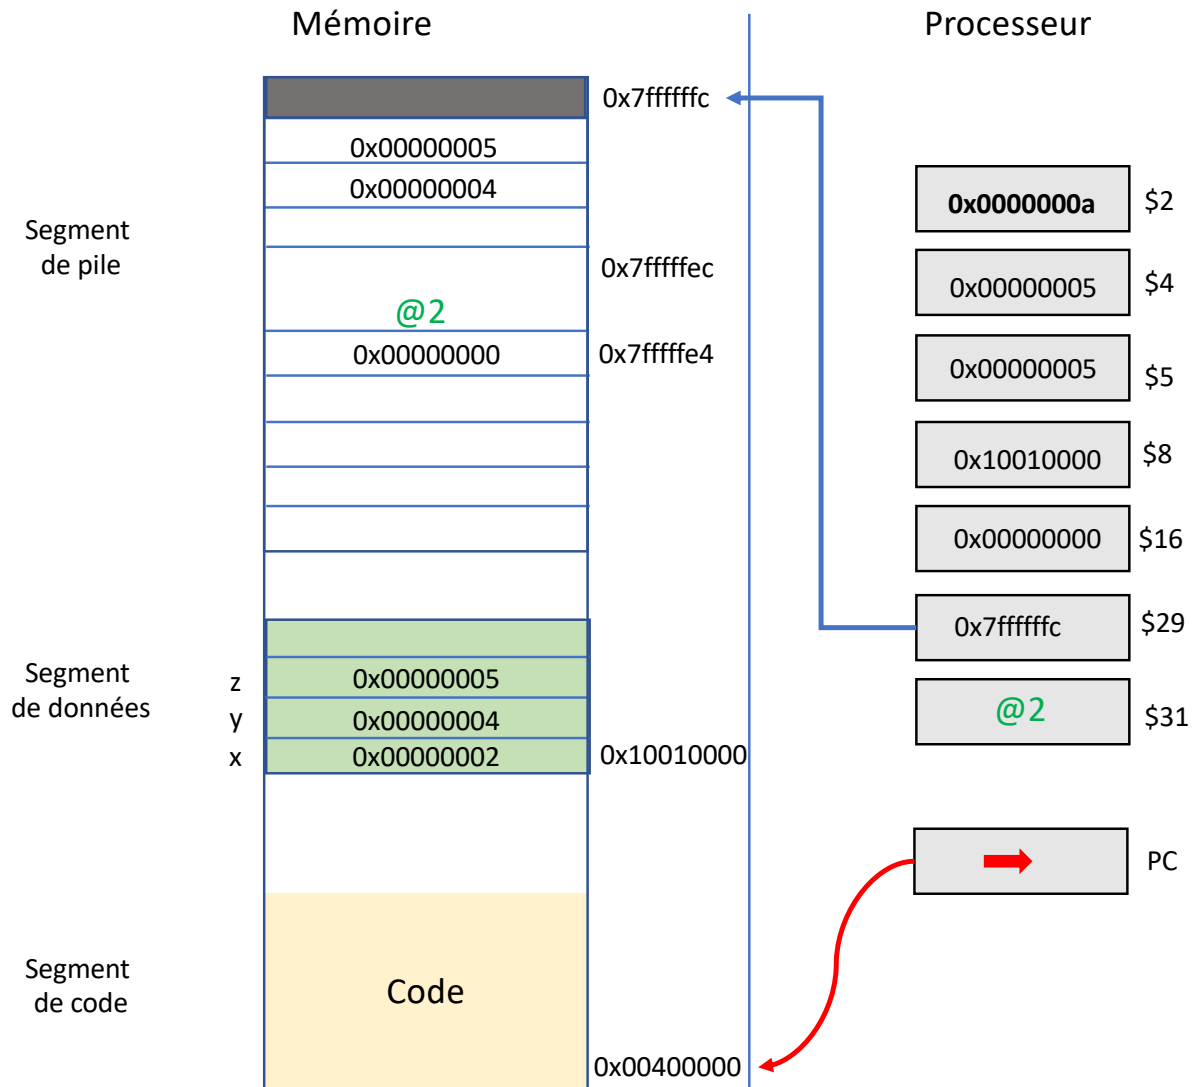 Mémoire
Processeur
0x7ffffffc
0x00000005
0x00000004
0x0000000a
$2
Segment
de pile
0x7fffffec
0x00000005
$4
@2
0x00000000
0x7fffffe4
0x00000005
$5
0x10010000
$8
0x00000000
$16
0x7ffffffc
$29
Segment
de données
z
0x00000005
@2
$31
y
0x00000004
x
0x00000002
0x10010000
PC
Segment
de code
Code
0x00400000